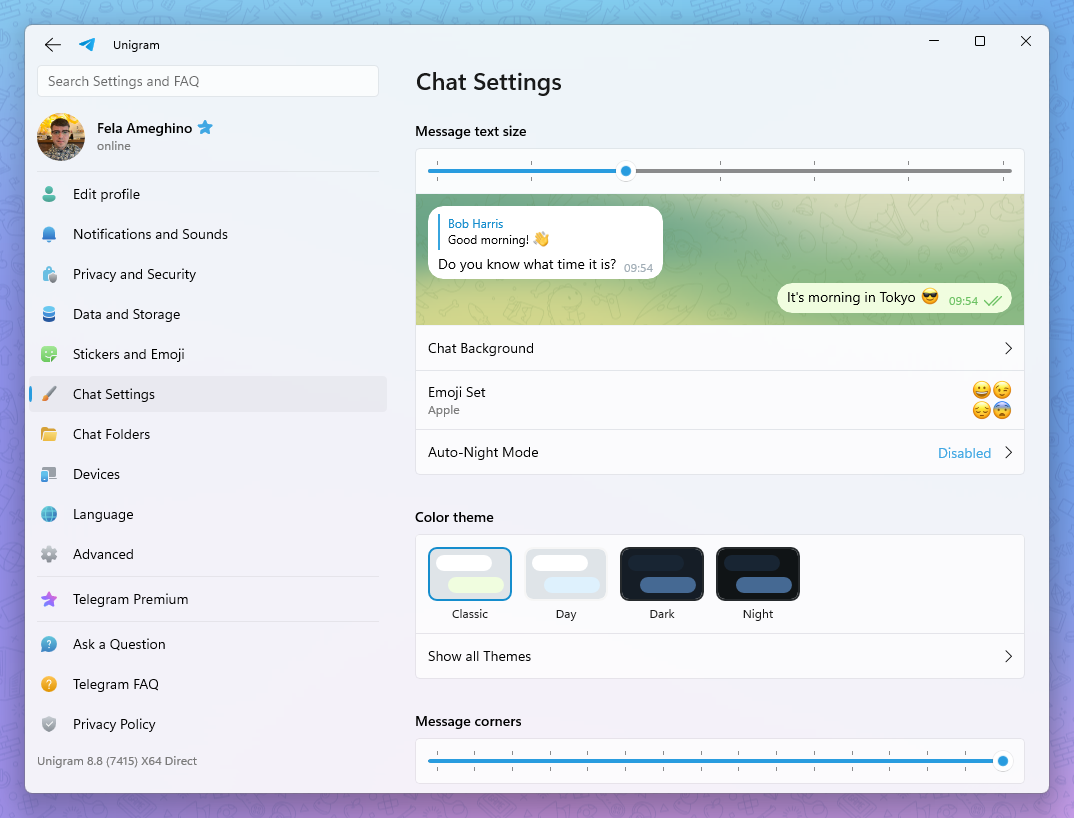 Unigram
Search Settings and FAQ
Fela Ameghino
online
Edit profile
Notifications and Sounds
Privacy and Security
Data and Storage
Stickers and Emoji
Chat Settings
Chat Folders
Devices
Language
Advanced
Telegram Premium
Ask a Question
Telegram FAQ
Privacy Policy
Unigram 8.8 (7415) X64 Direct
Chat Settings
Message text size
Bob Harris
Good morning! 👋
Do you know what time it is? 09:54
It's morning in Tokyo 😎 09:54
Chat Background
Emoji Set
Apple
Auto-Night Mode Disabled
Color theme
Classic Day Dark Night
Show all Themes
Message corners